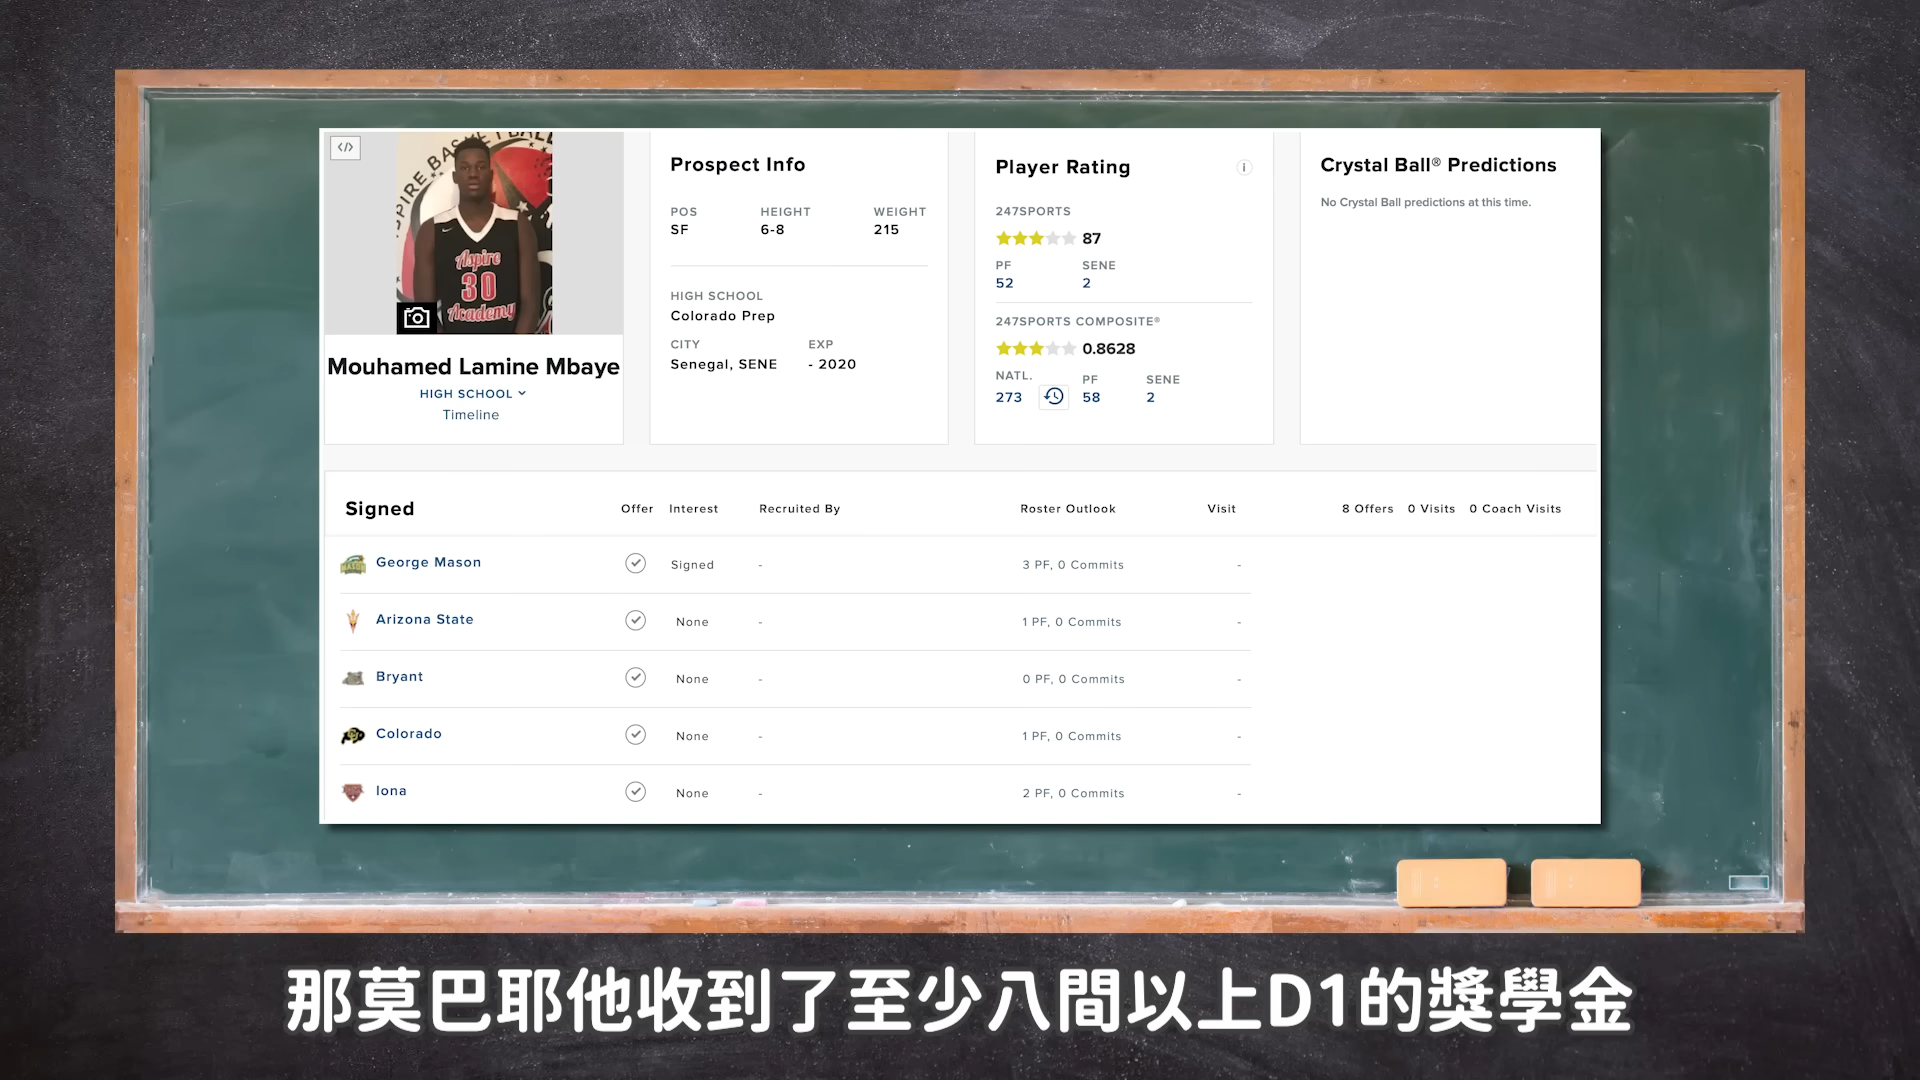 </>
SPIRE BASKETBALL
Aspire
30
Academy
Mouhamed Lamine Mbaye
HIGH SCHOOL
Timeline
Prospect Info
POS HEIGHT WEIGHT
SF 6-8 215
HIGH SCHOOL
Colorado Prep
CITY EXP
Senegal, SENE - 2020
Player Rating i
247SPORTS
87
PF SENE
52 2
247SPORTS COMPOSITE®
0.8628
NATL. PF SENE
273 58 2
Crystal Ball® Predictions
No Crystal Ball predictions at this time.
Signed Offer Interest Recruited By Roster Outlook Visit 8 Offers 0 Visits 0 Coach Visits
George Mason Signed - 3 PF, 0 Commits -
Arizona State None - 1 PF, 0 Commits -
Bryant None - 0 PF, 0 Commits -
Colorado None - 1 PF, 0 Commits -
Iona None - 2 PF, 0 Commits -
那莫巴耶他收到了至少八間以上D1的獎學金